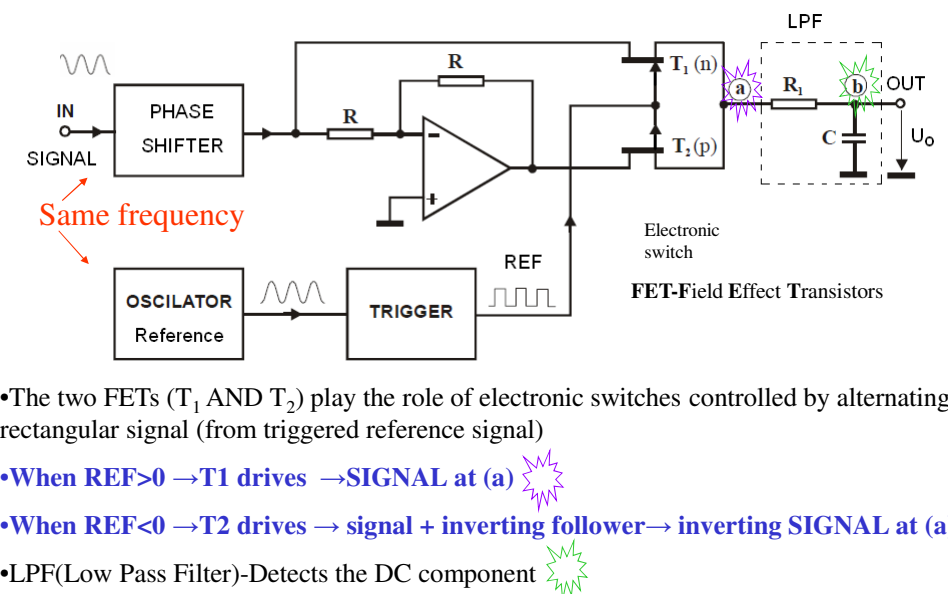 LPF
T1 (n)
R
a
R1
b
OUT
IN
PHASE
SHIFTER
R
−
SIGNAL
+
T2 (p)
C
Uo
Same frequency
Electronic
switch
REF
FET-Field Effect Transistors
OSCILATOR
Reference
TRIGGER
•The two FETs (T1 AND T2) play the role of electronic switches controlled by alternating
rectangular signal (from triggered reference signal)
•When REF>0 →T1 drives →SIGNAL at (a)
•When REF<0 →T2 drives → signal + inverting follower→ inverting SIGNAL at (a
•LPF(Low Pass Filter)-Detects the DC component